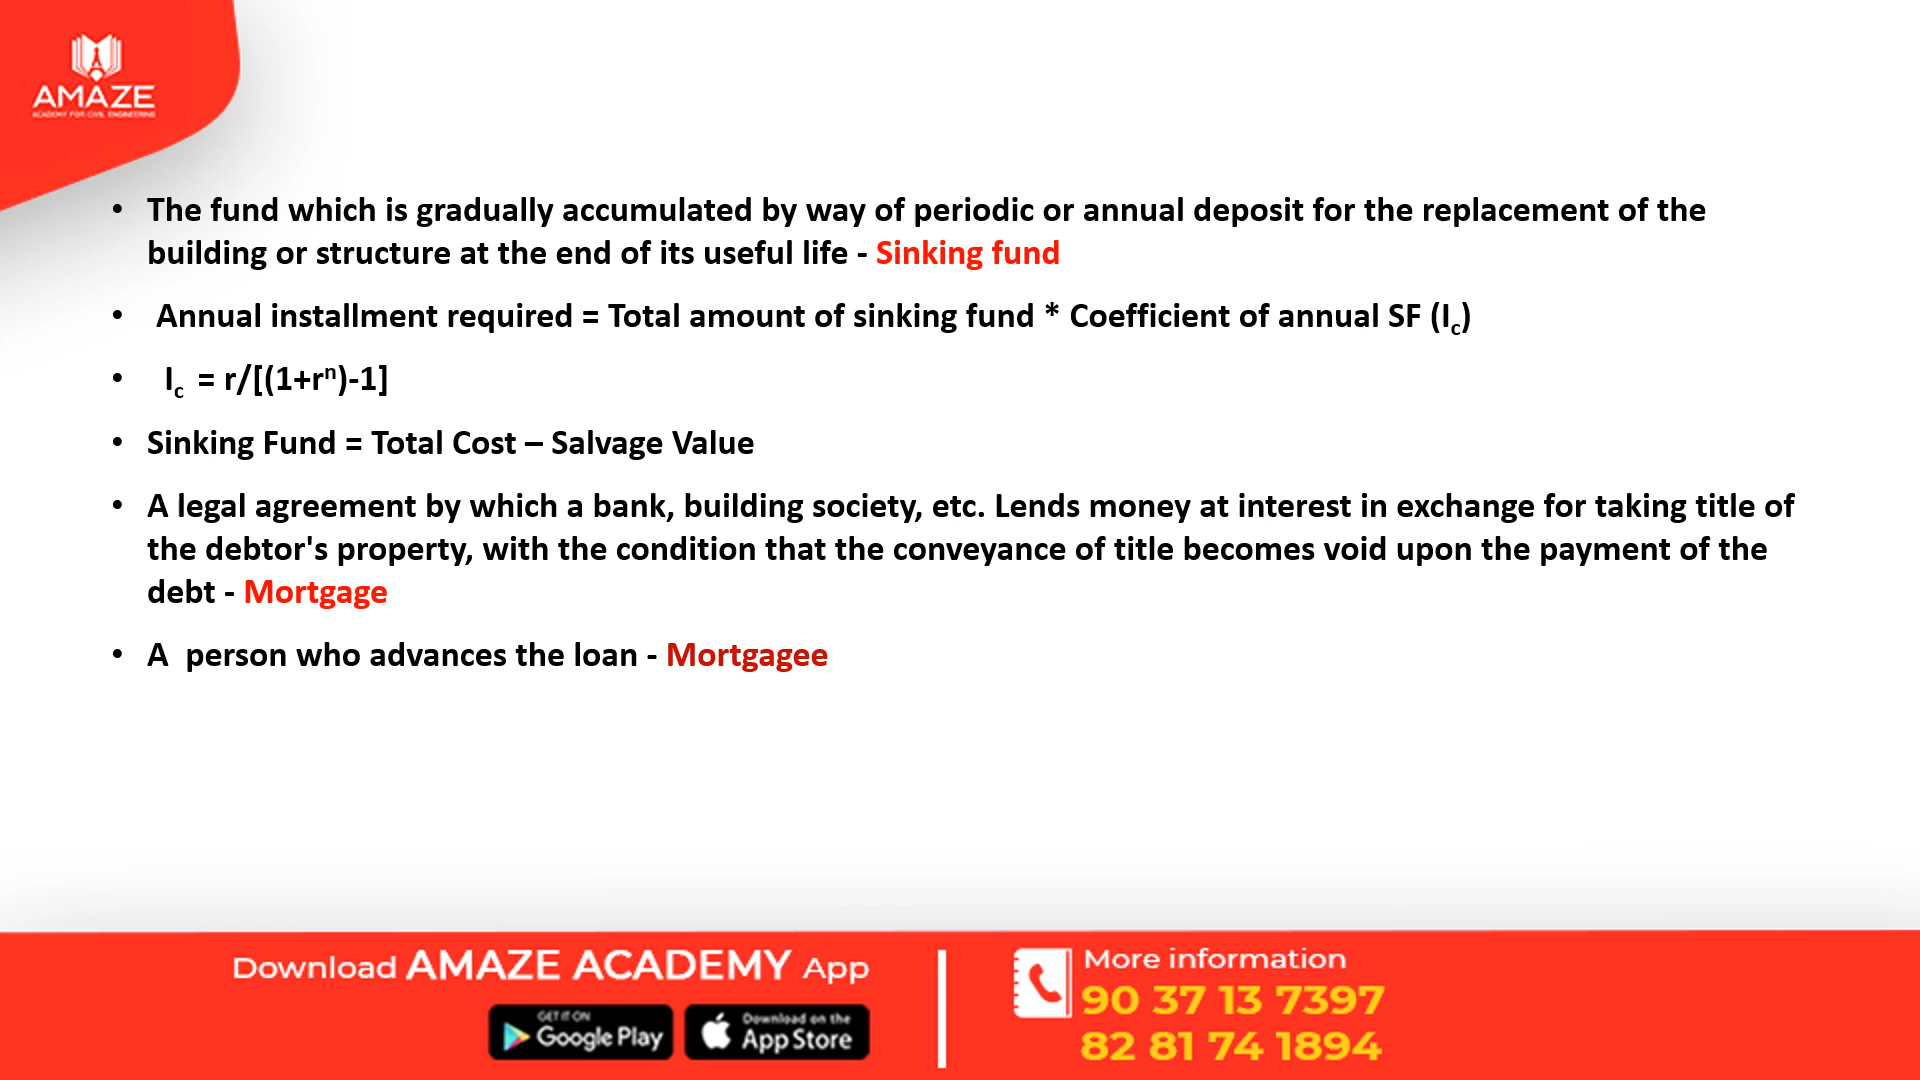 AMAZE
ACADEMY FOR CIVIL ENGINEERING
• The fund which is gradually accumulated by way of periodic or annual deposit for the replacement of the
building or structure at the end of its useful life - Sinking fund
• Annual installment required = Total amount of sinking fund * Coefficient of annual SF (Ic)
• Ic = r/[(1+rⁿ)-1]
• Sinking Fund = Total Cost – Salvage Value
• A legal agreement by which a bank, building society, etc. Lends money at interest in exchange for taking title of
the debtor's property, with the condition that the conveyance of title becomes void upon the payment of the
debt - Mortgage
• A person who advances the loan - Mortgagee
Download AMAZE ACADEMY App
GET IT ON
Google Play
Download on the
App Store
More information
90 37 13 7397
82 81 74 1894